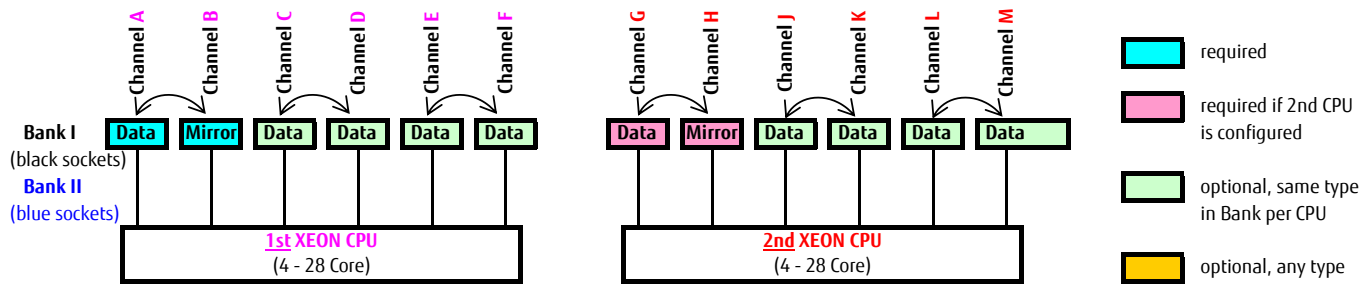 Channel A
Channel B
Channel C
Channel D
Channel E
Channel F
Channel G
Channel H
Channel J
Channel K
Channel L
Channel M
Bank I
(black sockets)
Data
Mirror
Data
Data
Data
Data
Data
Mirror
Data
Data
Data
Data
Bank II
(blue sockets)
1st XEON CPU
(4 - 28 Core)
2nd XEON CPU
(4 - 28 Core)
required
required if 2nd CPU
is configured
optional, same type
in Bank per CPU
optional, any type